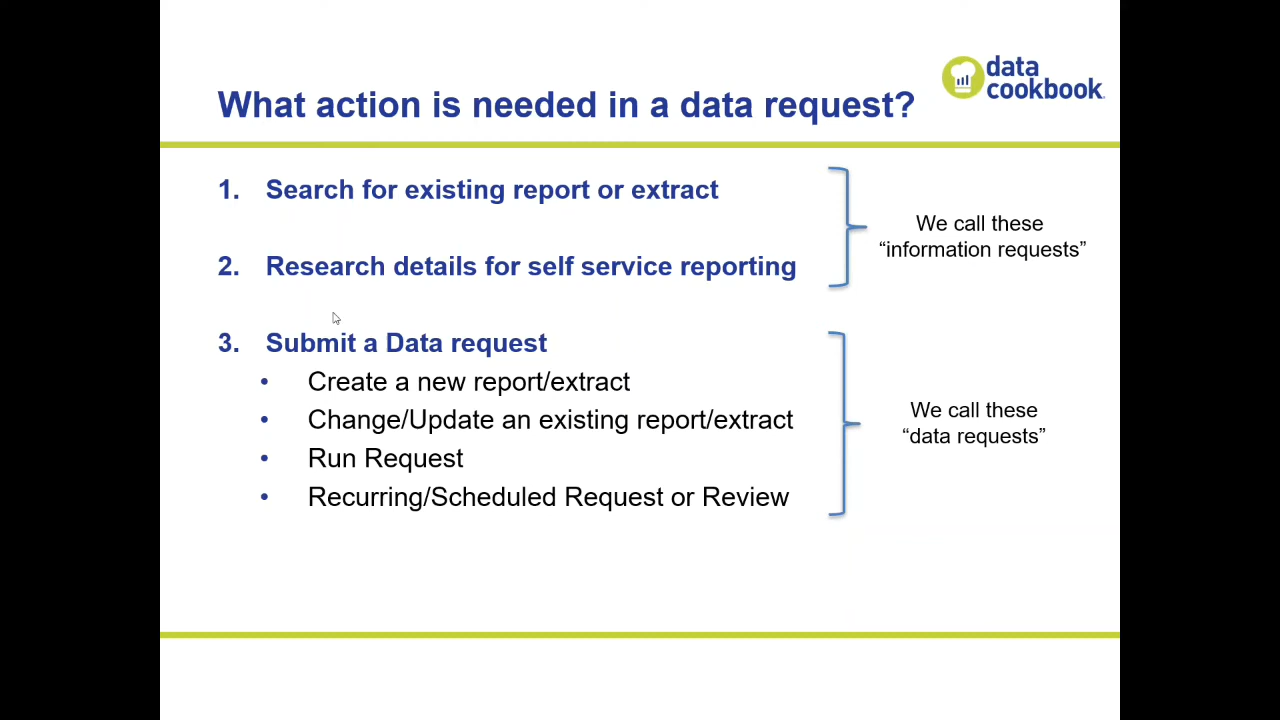 data
cookbook
What action is needed in a data request?
1. Search for existing report or extract
2. Research details for self service reporting
We call these
“information requests”
3. Submit a Data request
• Create a new report/extract
• Change/Update an existing report/extract
• Run Request
• Recurring/Scheduled Request or Review
We call these
“data requests”